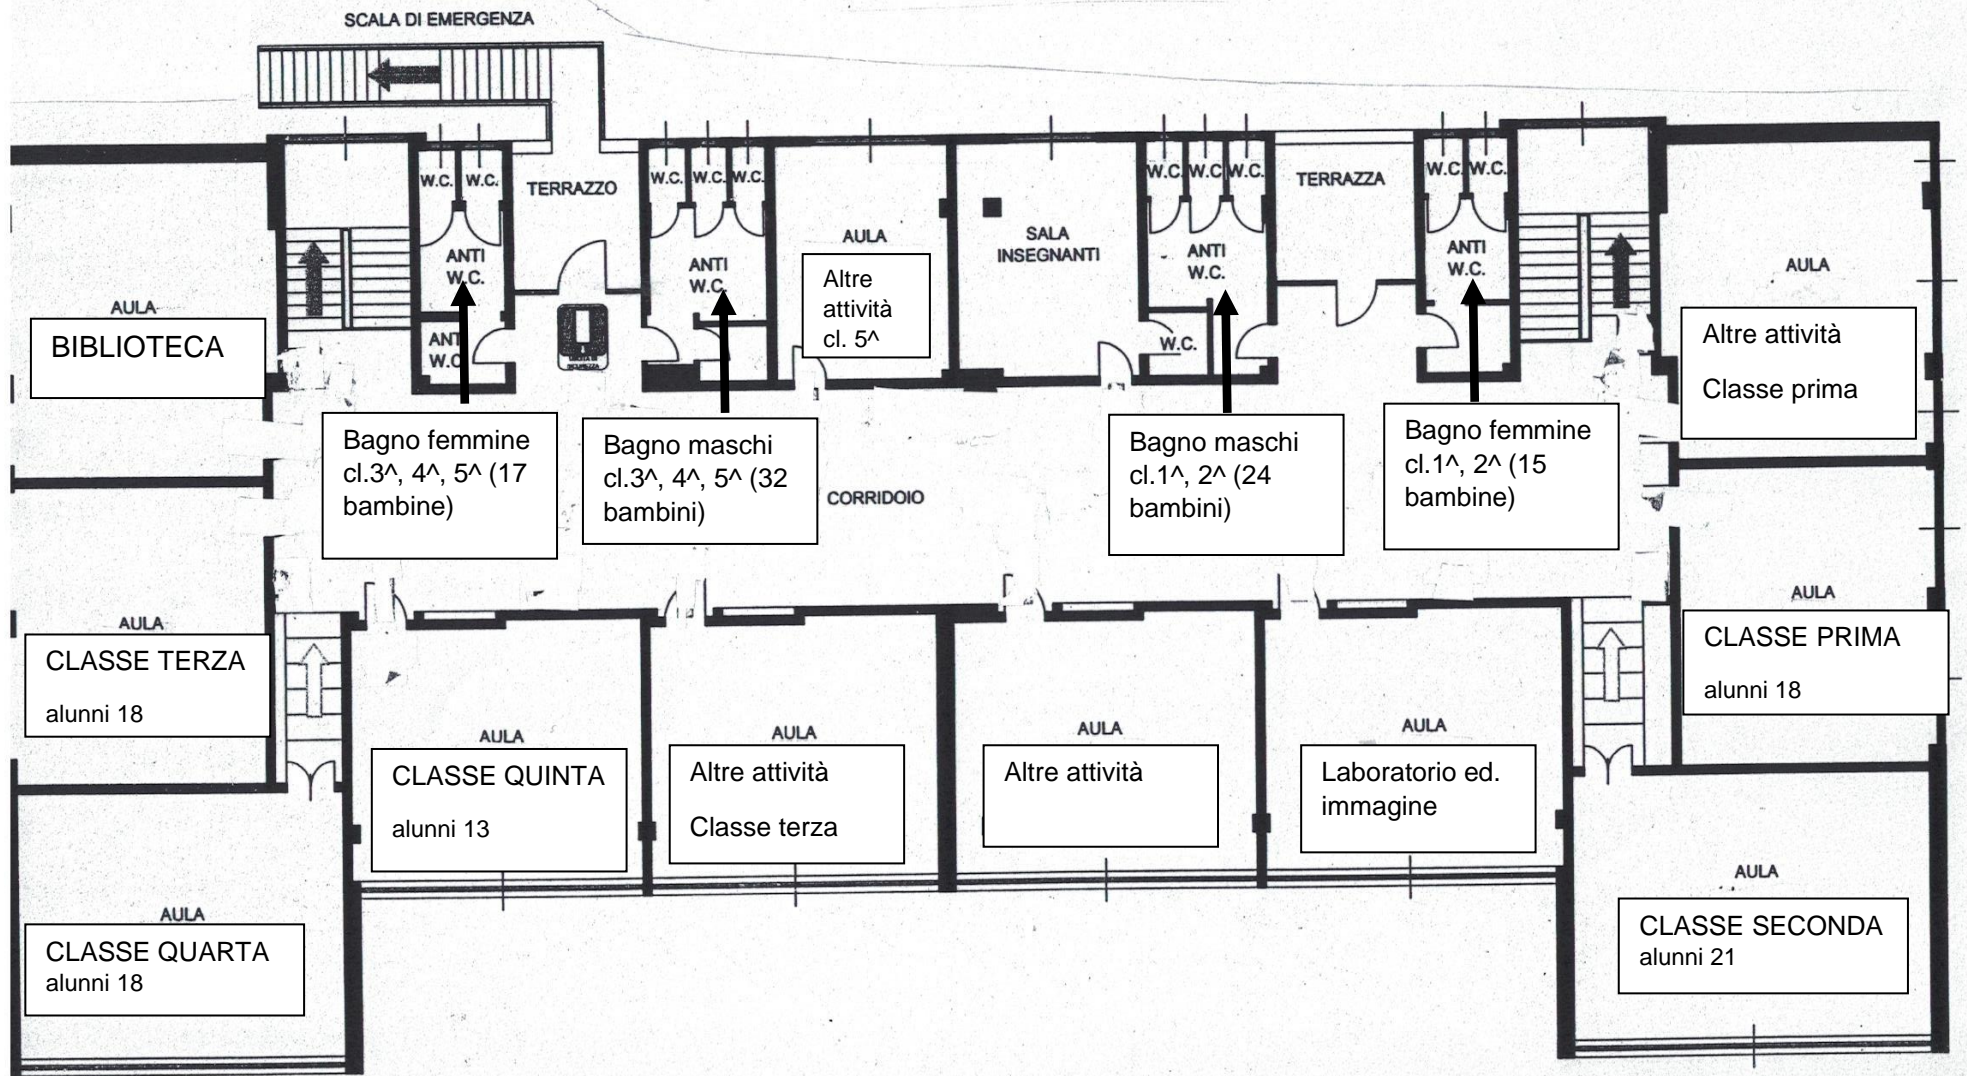 SCALA DI EMERGENZA
W.C.
W.C.
TERRAZZO
W.C.
W.C.
W.C.
W.C.
W.C.
W.C.
TERRAZZA
W.C.
W.C.
ANTI
W.C.
ANTI
W.C.
ANTI
W.C.
AULA
Altre
attività
cl. 5^
SALA
INSEGNANTI
ANTI
W.C.
W.C.
ANTI
W.C.
AULA
Altre attività
Classe prima
AULA
BIBLIOTECA
Bagno femmine
cl.3^, 4^, 5^ (17
bambine)
Bagno maschi
cl.3^, 4^, 5^ (32
bambini)
CORRIDOIO
Bagno maschi
cl.1^, 2^ (24
bambini)
Bagno femmine
cl.1^, 2^ (15
bambine)
AULA
CLASSE TERZA
alunni 18
AULA
CLASSE PRIMA
alunni 18
AULA
CLASSE QUINTA
alunni 13
AULA
Altre attività
Classe terza
AULA
Altre attività
AULA
Laboratorio ed.
immagine
AULA
CLASSE QUARTA
alunni 18
AULA
CLASSE SECONDA
alunni 21